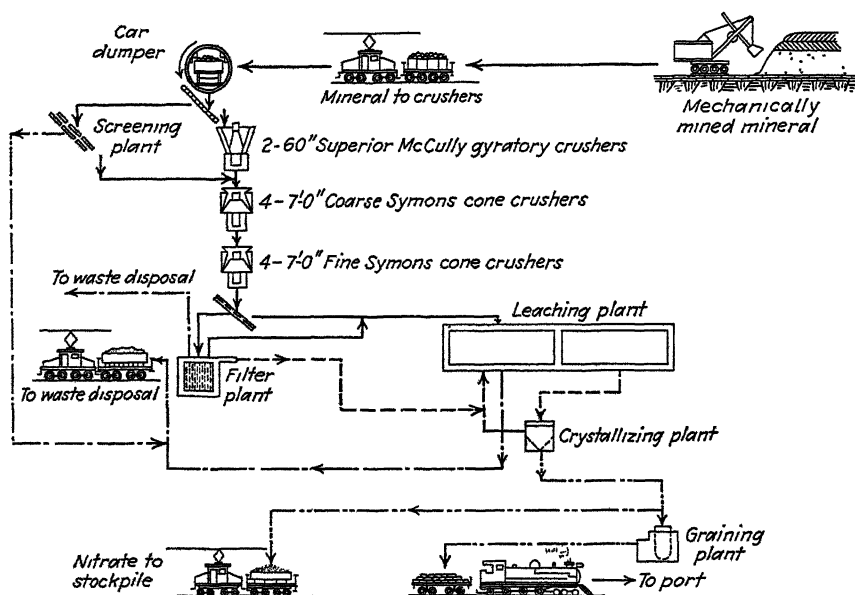 Car
dumper
Mineral to crushers
Mechanically
mined mineral
Screening
plant
2-60" Superior McCully gyratory crushers
4-7'-0" Coarse Symons cone crushers
4-7'-0" Fine Symons cone crushers
To waste disposal
Leaching plant
Filter
plant
To waste disposal
Crystallizing plant
Graining
plant
Nitrate to
stockpile
To port